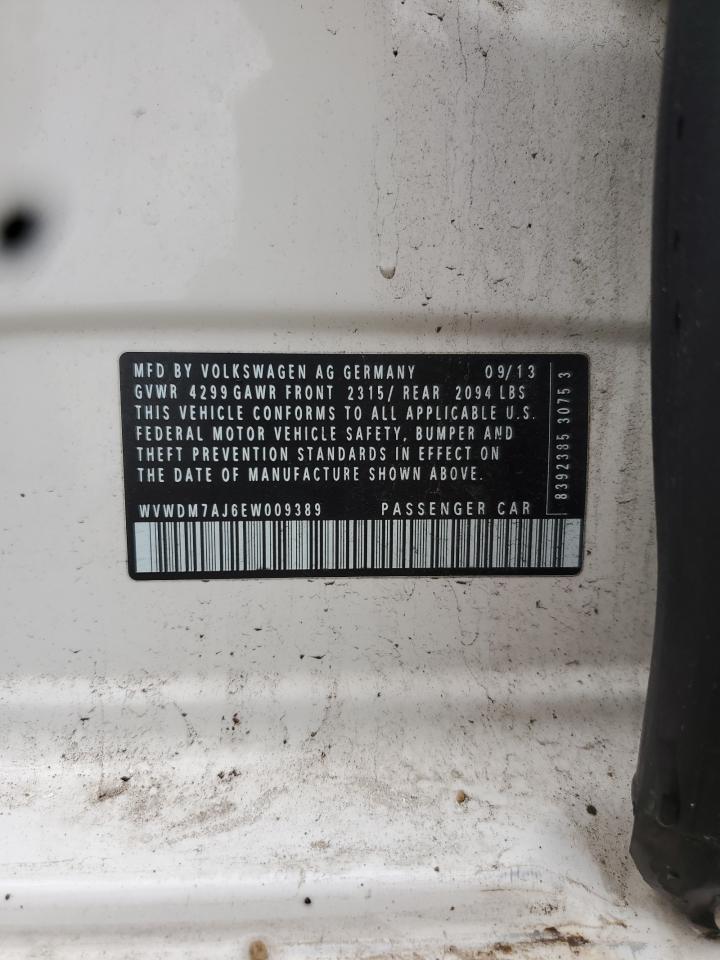 MFD BY VOLKSWAGEN AG GERMANY 09/13
GVWR 4299 GAWR FRONT 2315/ REAR 2094 LBS
THIS VEHICLE CONFORMS TO ALL APPLICABLE U.S.
FEDERAL MOTOR VEHICLE SAFETY, BUMPER AND
THEFT PREVENTION STANDARDS IN EFFECT ON
THE DATE OF MANUFACTURE SHOWN ABOVE.
WVWDM7AJ6EW009389 PASSENGER CAR
8392385 3075 3